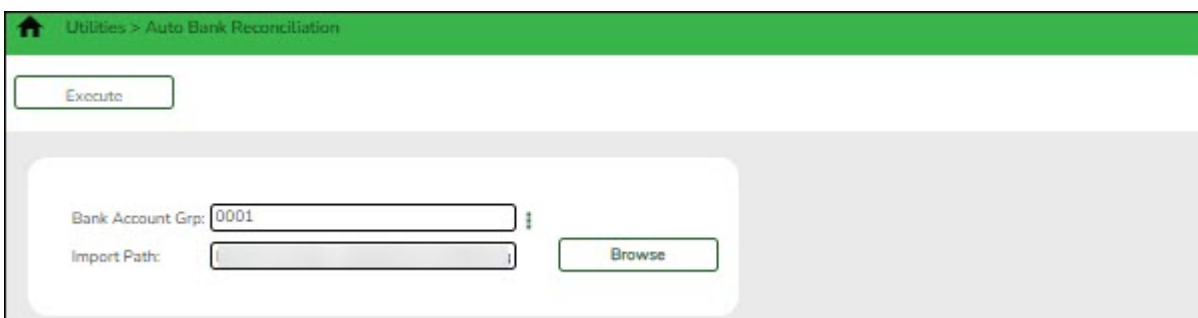 Utilities > Auto Bank Reconciliation
Execute
Bank Account Grp: 0001
Import Path:
Browse